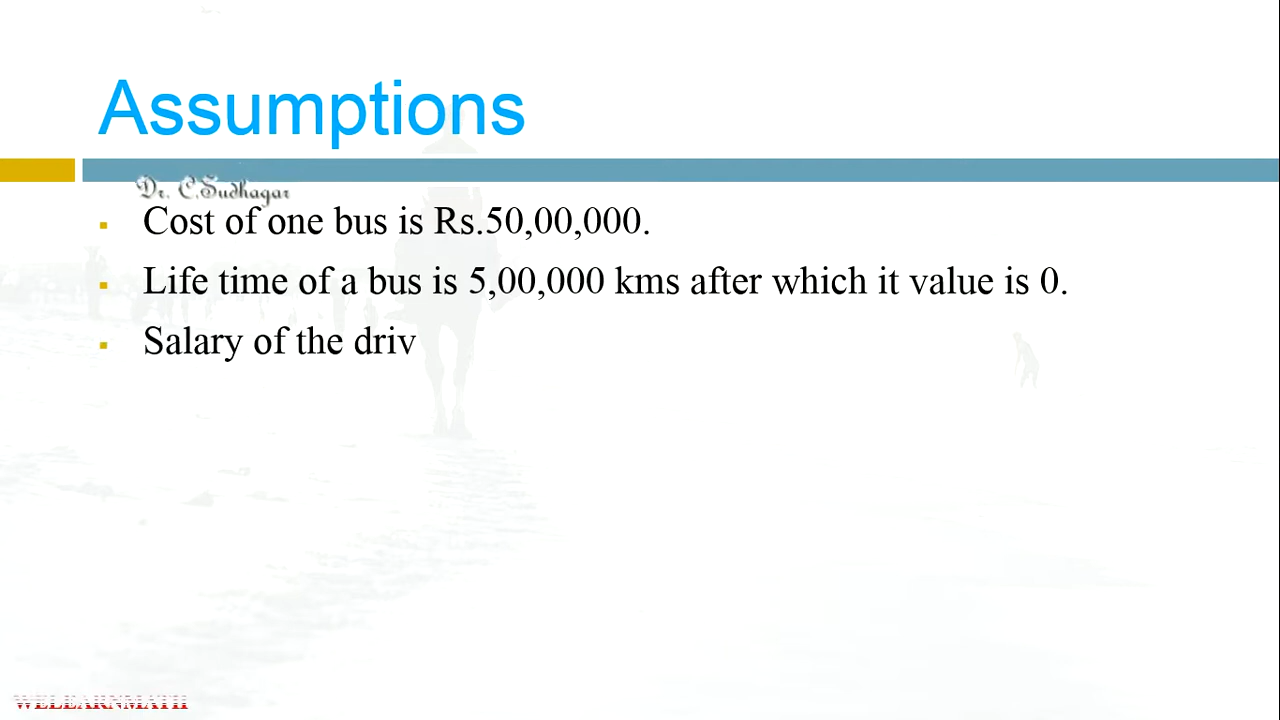 Assumptions
Dr. C.Sudhagar
Cost of one bus is Rs.50,00,000.
Life time of a bus is 5,00,000 kms after which it value is 0.
Salary of the driv
WELEARNMATH